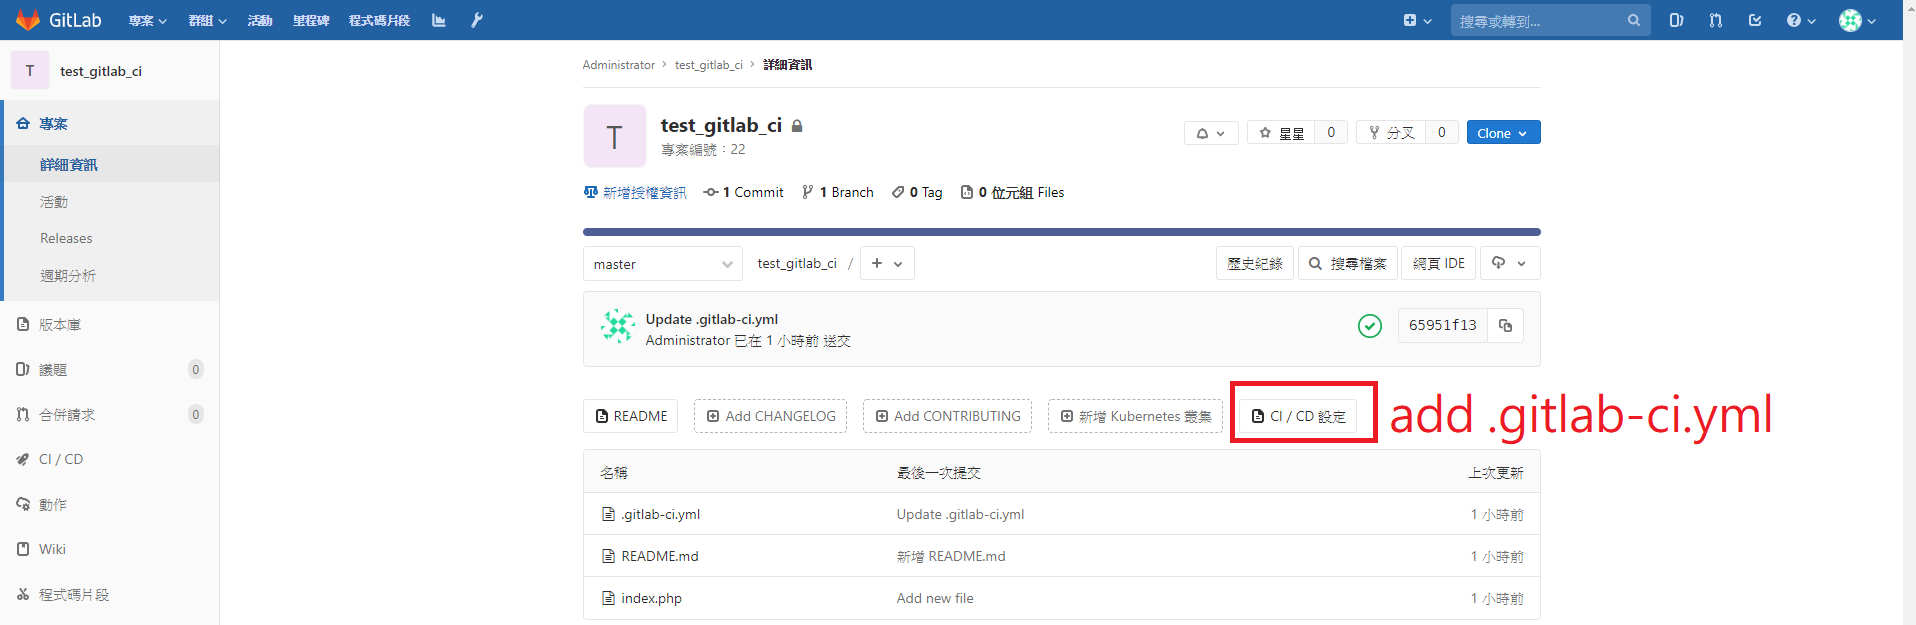 GitLab 專案 群組 活動 里程碑 程式碼片段 搜尋或轉到...
T test_gitlab_ci
專案
詳細資訊
活動
Releases
週期分析
版本庫
議題 0
合併請求 0
CI / CD
動作
Wiki
程式碼片段
Administrator › test_gitlab_ci › 詳細資訊
T
test_gitlab_ci
專案編號：22
星星 0 分叉 0 Clone
新增授權資訊 1 Commit 1 Branch 0 Tag 0 位元組 Files
master test_gitlab_ci / + 歷史紀錄 搜尋檔案 網頁 IDE
Update .gitlab-ci.yml
Administrator 已在 1 小時前 送交
65951f13
README Add CHANGELOG Add CONTRIBUTING 新增 Kubernetes 叢集 CI / CD 設定
add .gitlab-ci.yml
名稱 最後一次提交 上次更新
.gitlab-ci.yml Update .gitlab-ci.yml 1 小時前
README.md 新增 README.md 1 小時前
index.php Add new file 1 小時前